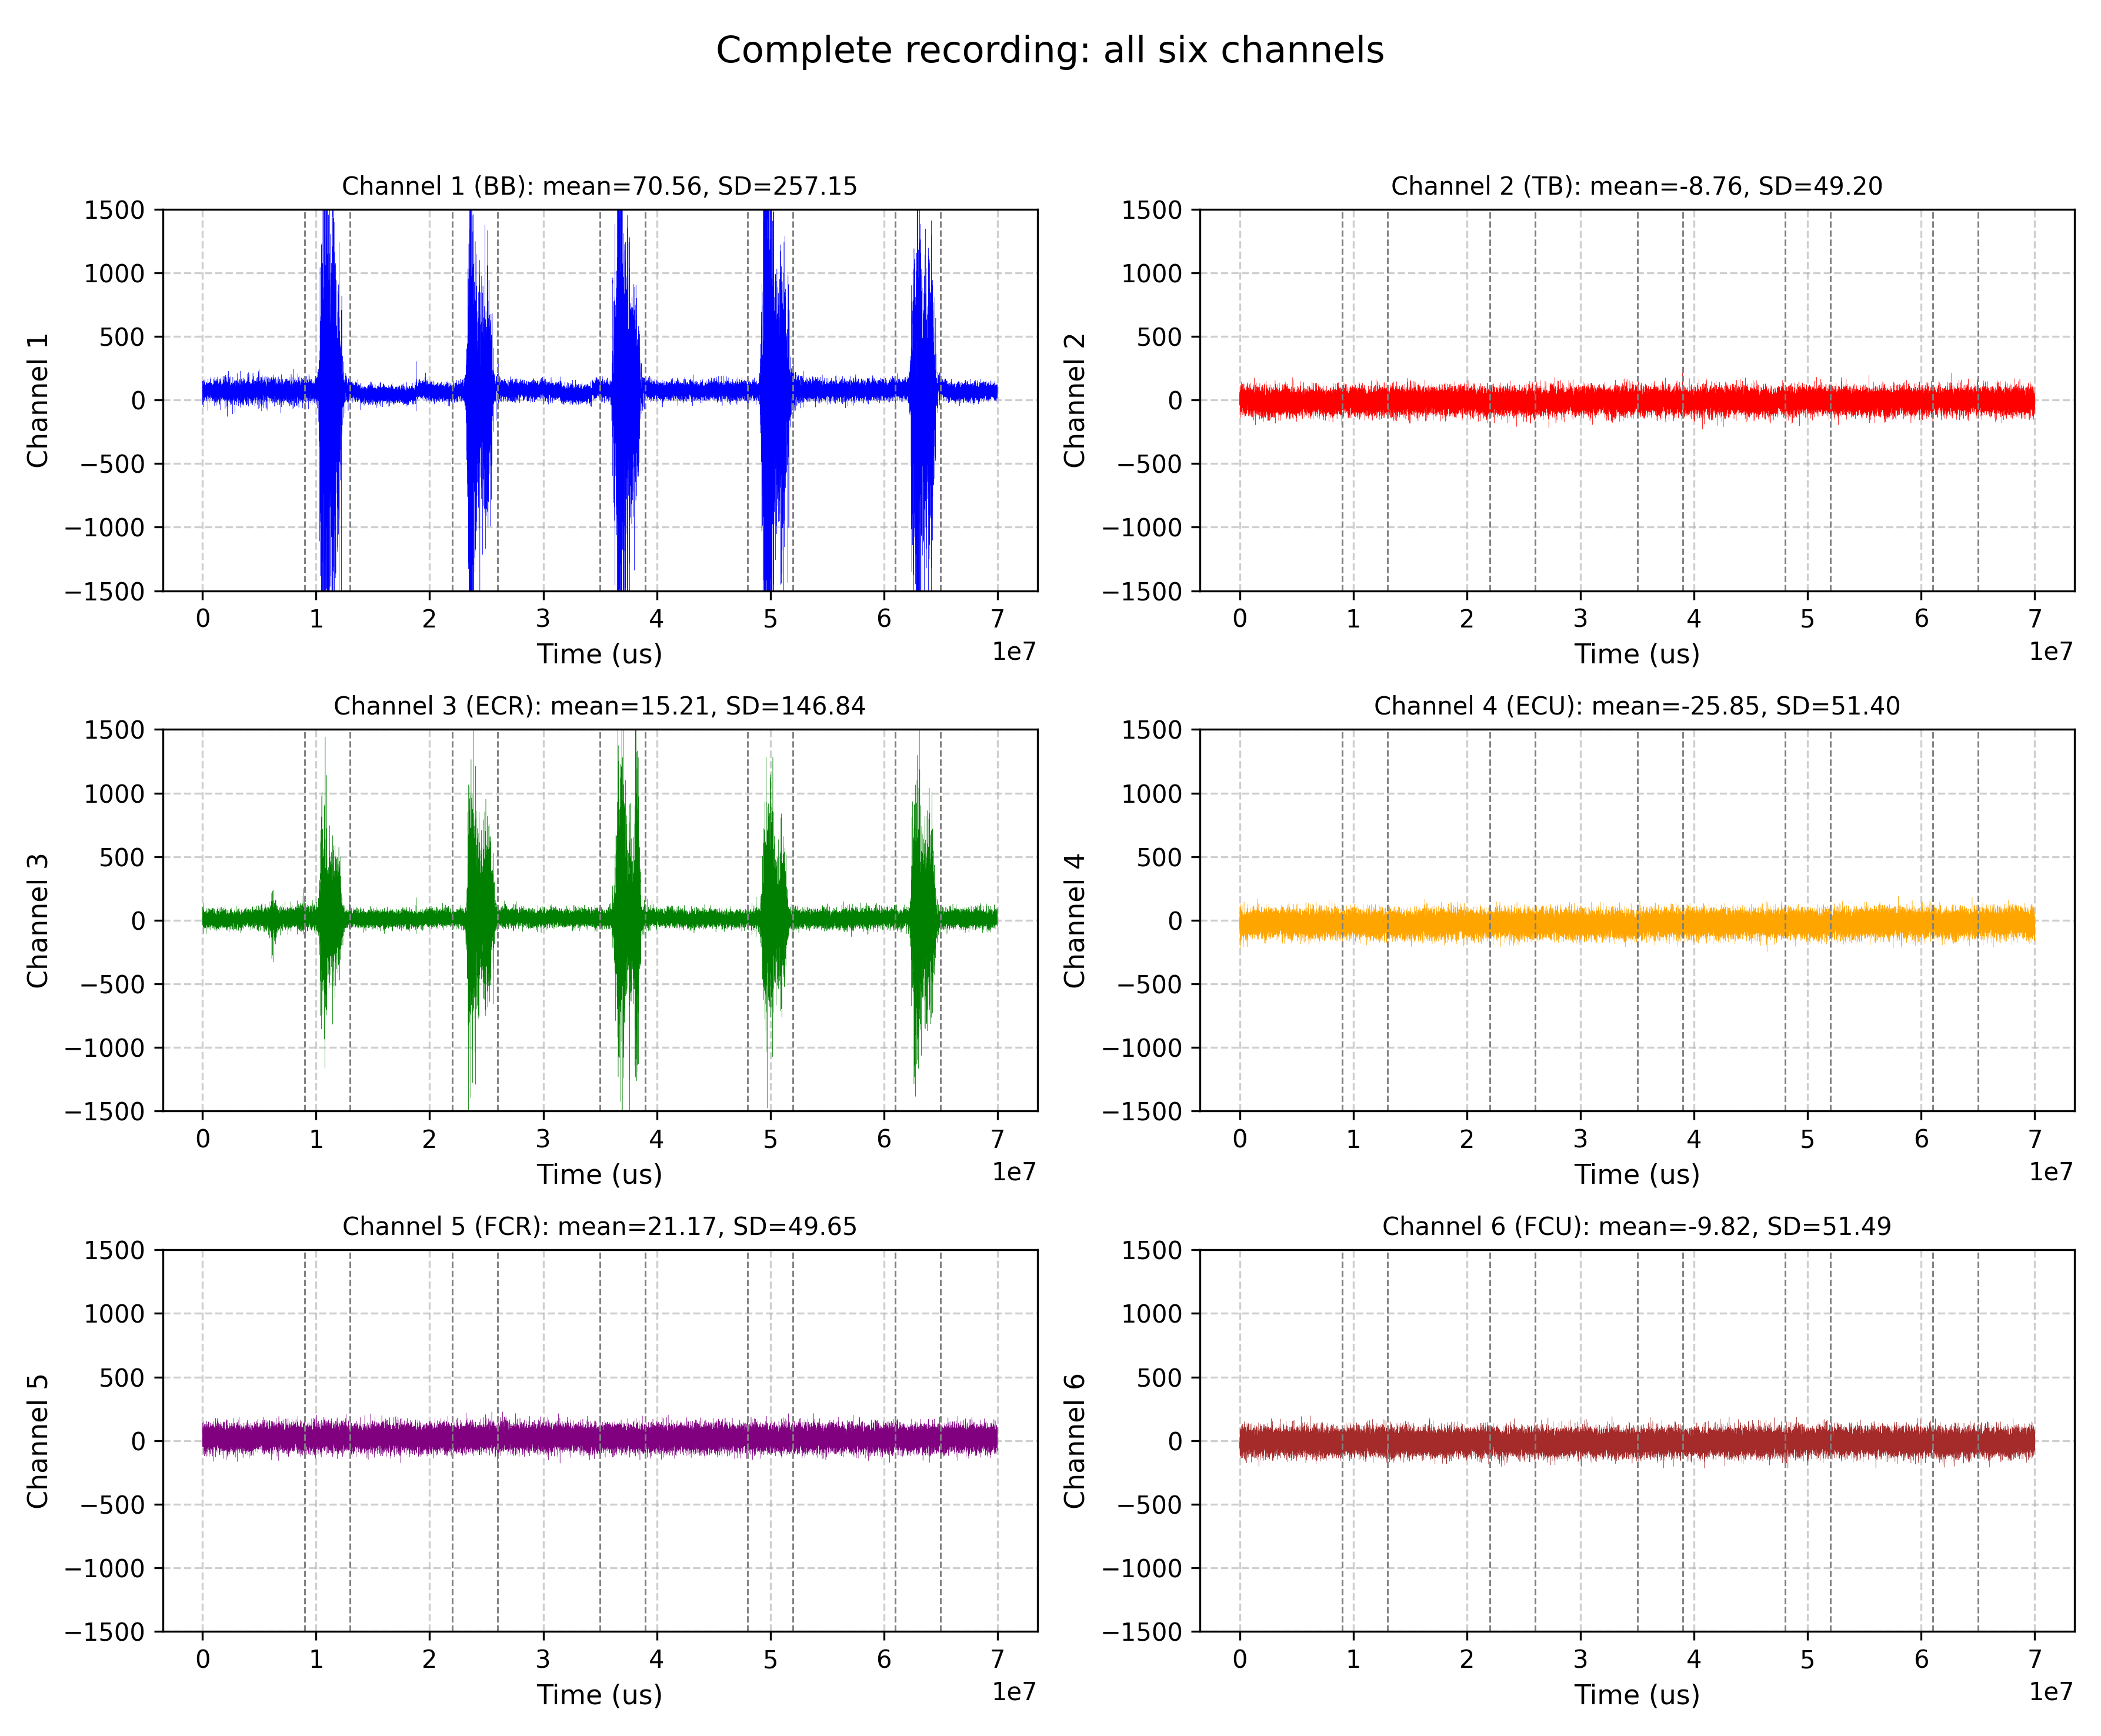 Complete recording: all six channels
Channel 1 (BB): mean=70.56, SD=257.15
1500
1000
500
0
−500
−1000
−1500
Channel 1
0 1 2 3 4 5 6 7
1e7
Time (us)
Channel 2 (TB): mean=-8.76, SD=49.20
1500
1000
500
0
−500
−1000
−1500
Channel 2
0 1 2 3 4 5 6 7
1e7
Time (us)
Channel 3 (ECR): mean=15.21, SD=146.84
1500
1000
500
0
−500
−1000
−1500
Channel 3
0 1 2 3 4 5 6 7
1e7
Time (us)
Channel 4 (ECU): mean=-25.85, SD=51.40
1500
1000
500
0
−500
−1000
−1500
Channel 4
0 1 2 3 4 5 6 7
1e7
Time (us)
Channel 5 (FCR): mean=21.17, SD=49.65
1500
1000
500
0
−500
−1000
−1500
Channel 5
0 1 2 3 4 5 6 7
1e7
Time (us)
Channel 6 (FCU): mean=-9.82, SD=51.49
1500
1000
500
0
−500
−1000
−1500
Channel 6
0 1 2 3 4 5 6 7
1e7
Time (us)